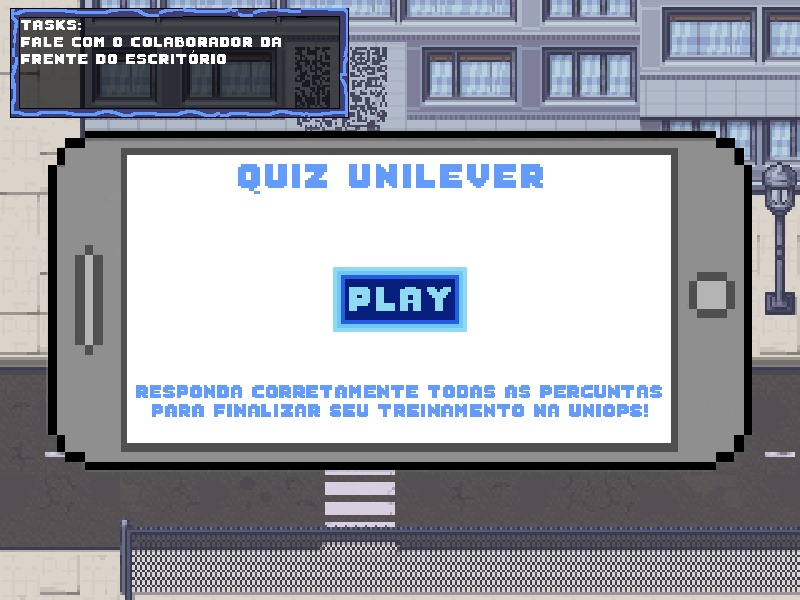 TASKS:
FALE COM O COLABORADOR DA
FRENTE DO ESCRITÓRIO
QUIZ UNILEVER
PLAY
RESPONDA CORRETAMENTE TODAS AS PERGUNTAS
PARA FINALIZAR SEU TREINAMENTO NA UNIOPS!